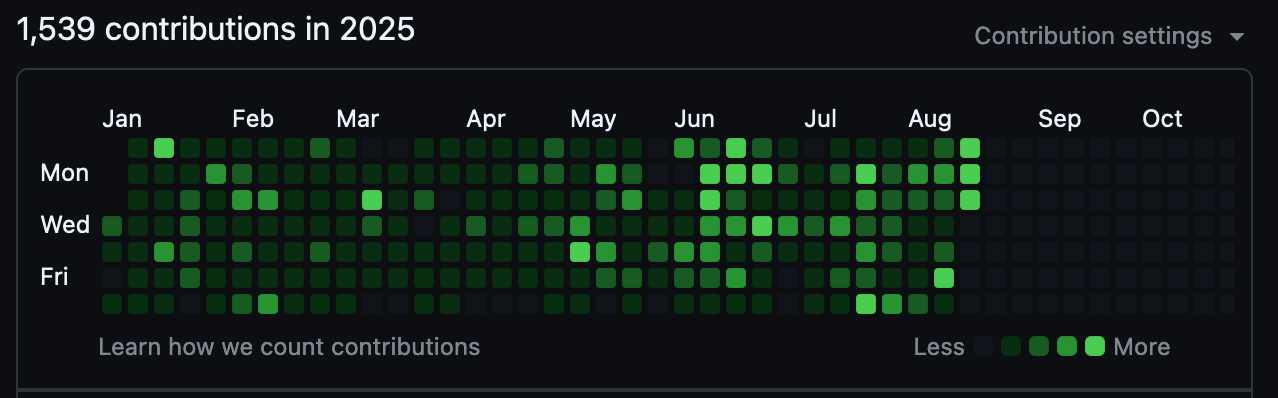 1,539 contributions in 2025
Contribution settings
Jan Feb Mar Apr May Jun Jul Aug Sep Oct
Mon
Wed
Fri
Learn how we count contributions
Less More